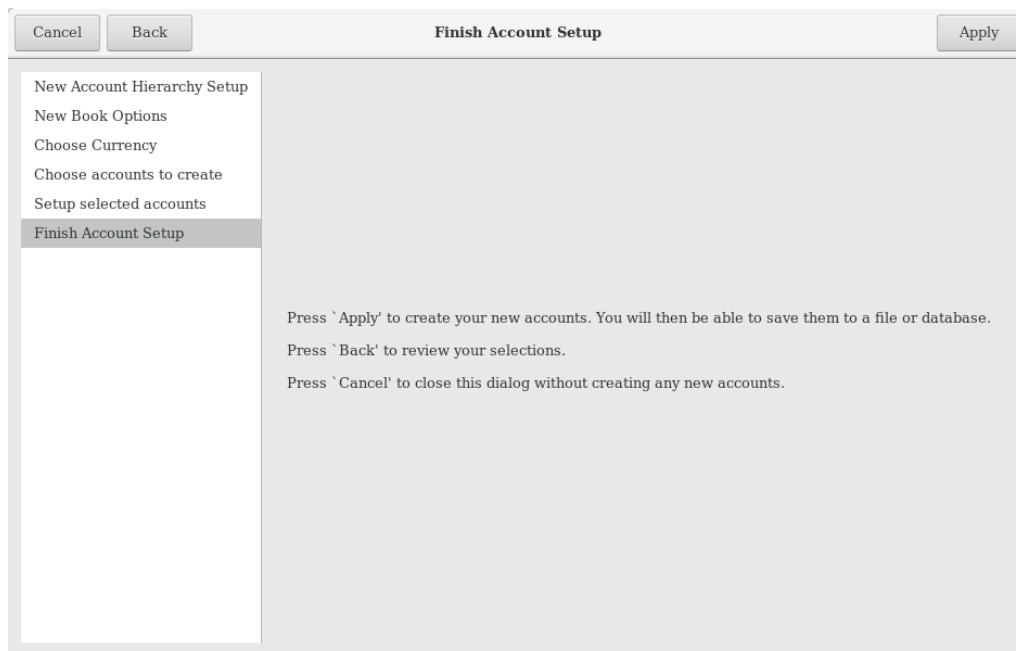 Cancel
Back
Finish Account Setup
Apply
New Account Hierarchy Setup
New Book Options
Choose Currency
Choose accounts to create
Setup selected accounts
Finish Account Setup
Press `Apply' to create your new accounts. You will then be able to save them to a file or database.
Press `Back' to review your selections.
Press `Cancel' to close this dialog without creating any new accounts.